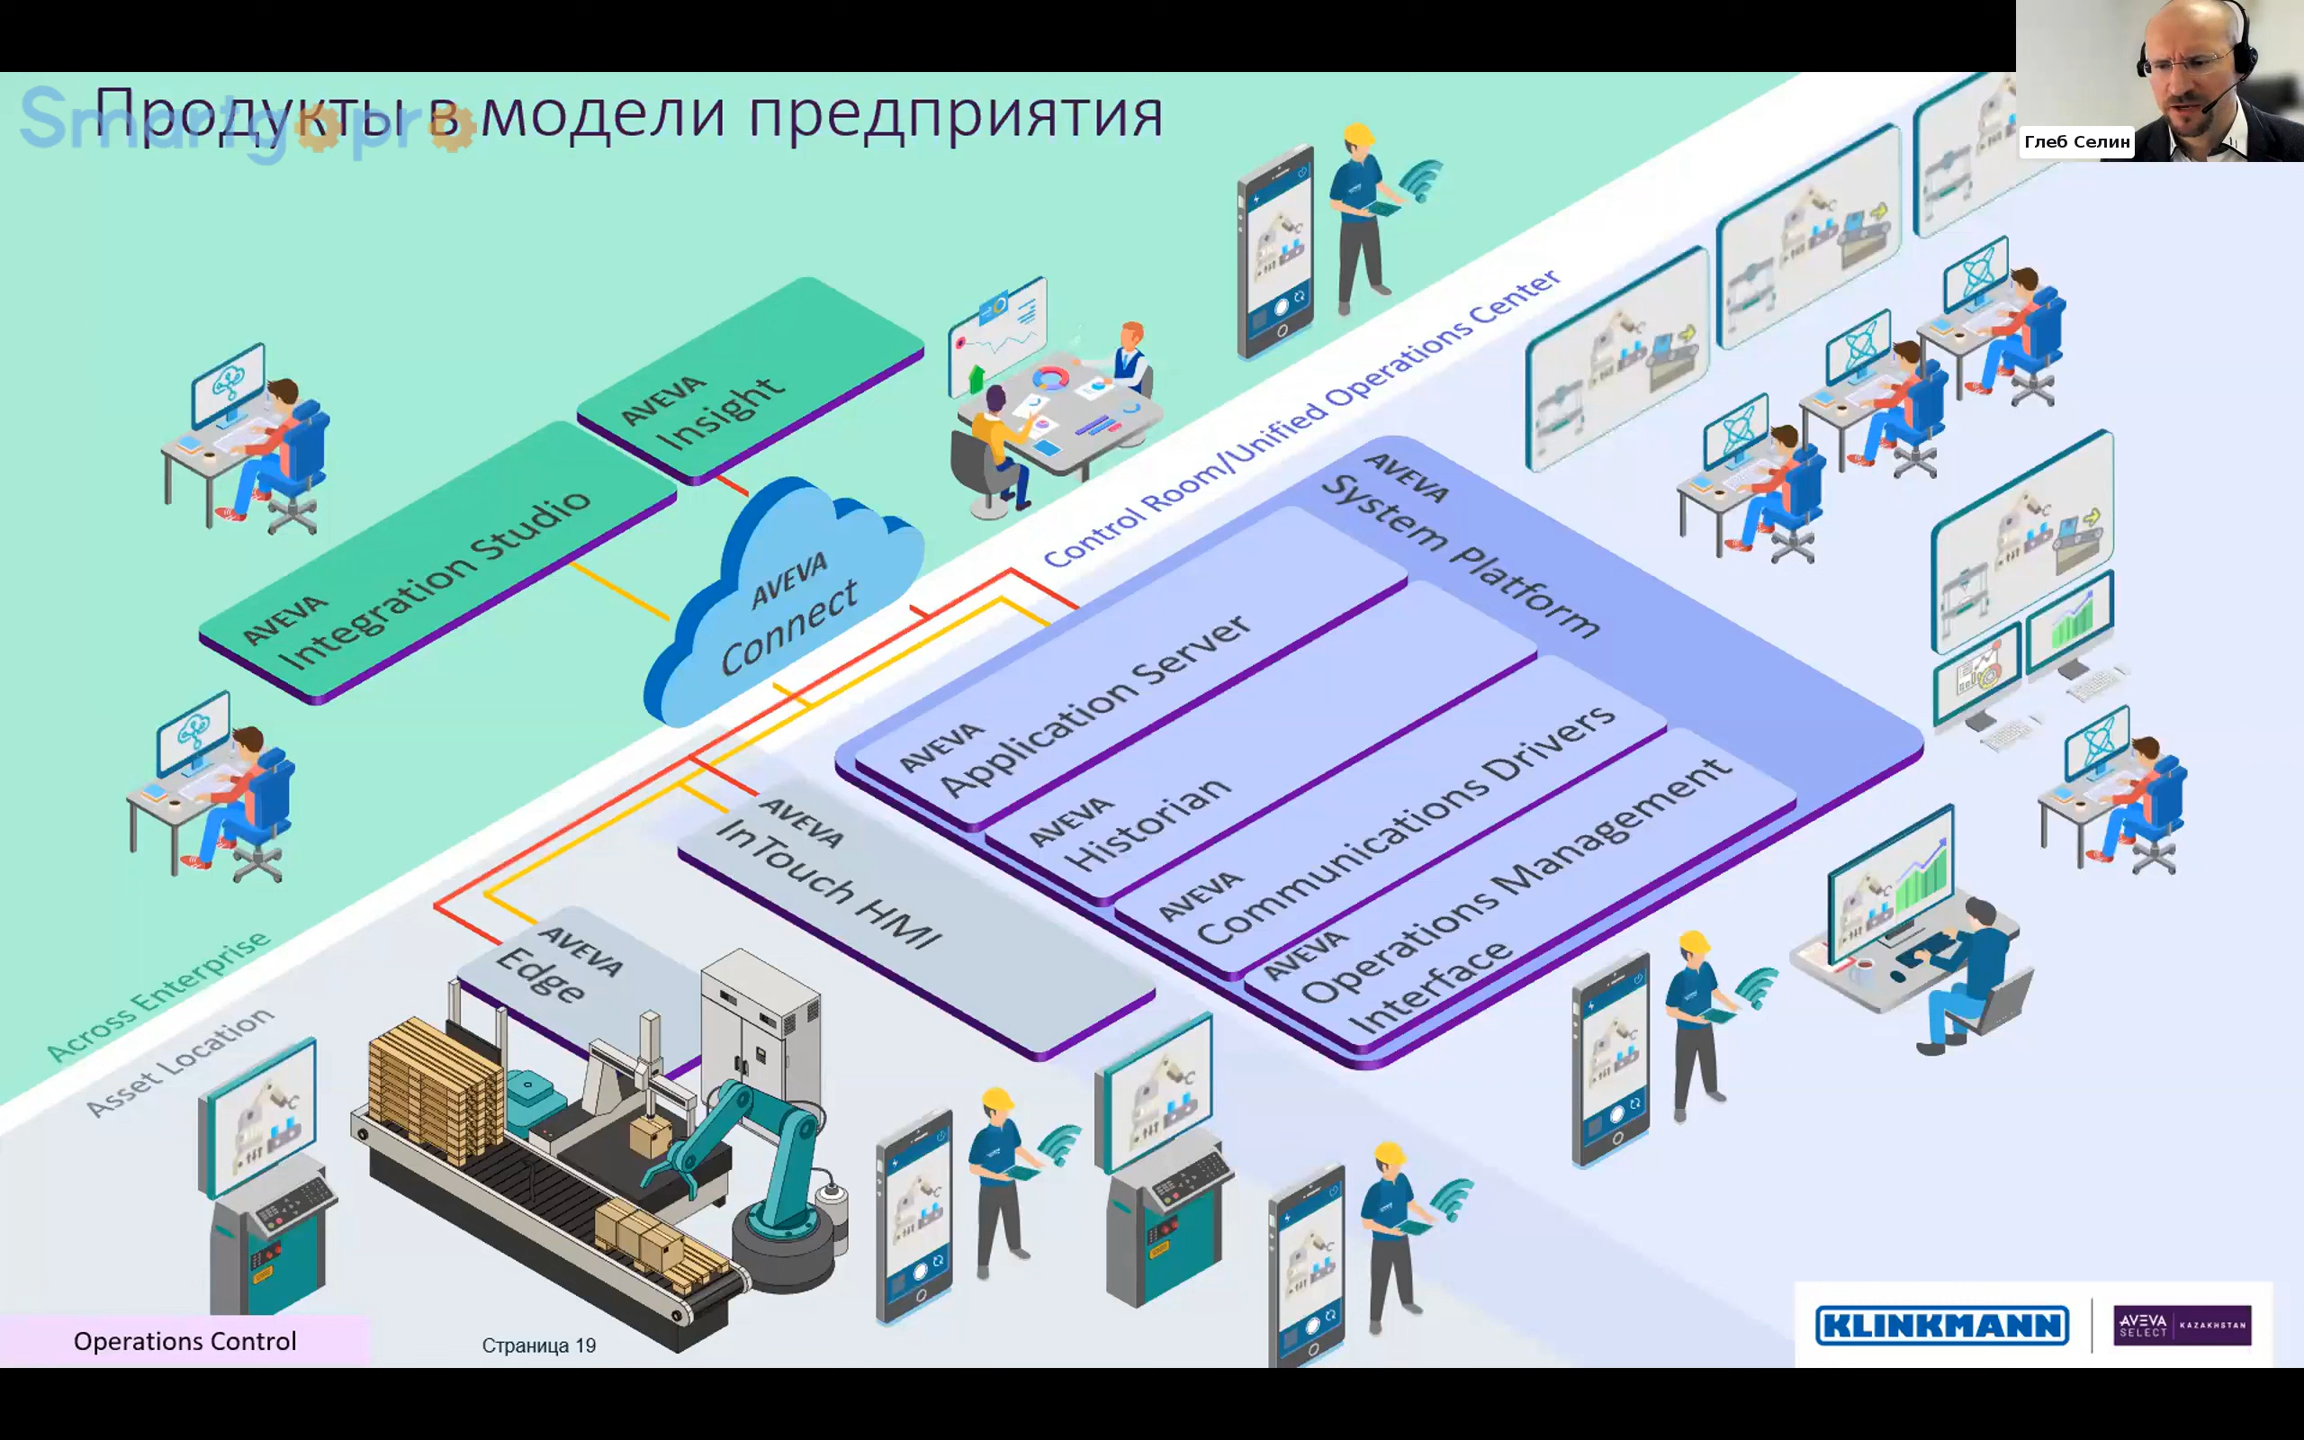 Продукты в модели предприятия
Smartgopro
Глеб Селин
AVEVA
Insight
AVEVA
Integration Studio
AVEVA
Connect
Control Room/Unified Operations Center
AVEVA
System Platform
AVEVA
Application Server
AVEVA
Historian
AVEVA
Communications Drivers
AVEVA
Operations Management
Interface
AVEVA
InTouch HMI
AVEVA
Edge
Across Enterprise
Asset Location
Operations Control
Страница 19
KLINKMANN
AVEVA
SELECT
KAZAKHSTAN